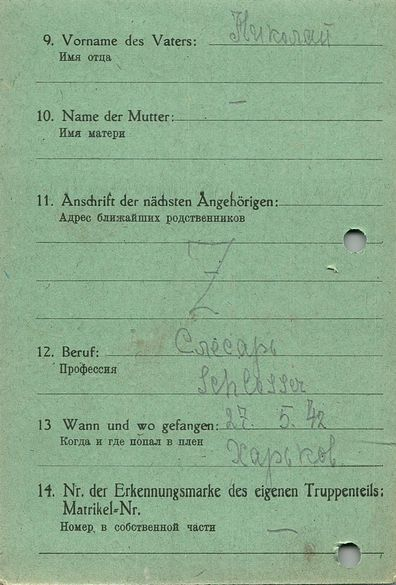 9. Vorname des Vaters: Николай
Имя отца
10. Name der Mutter: —
Имя матери
11. Anschrift der nächsten Angehörigen:
Адрес ближайших родственников
Z
12. Beruf: Слесарь
Профессия Schlosser
13 Wann und wo gefangen: 27. 5. 42
Когда и где попал в плен Харьков.
14. Nr. der Erkennungsmarke des eigenen Truppenteils:
Matrikel-Nr.
Номер в собственной части —